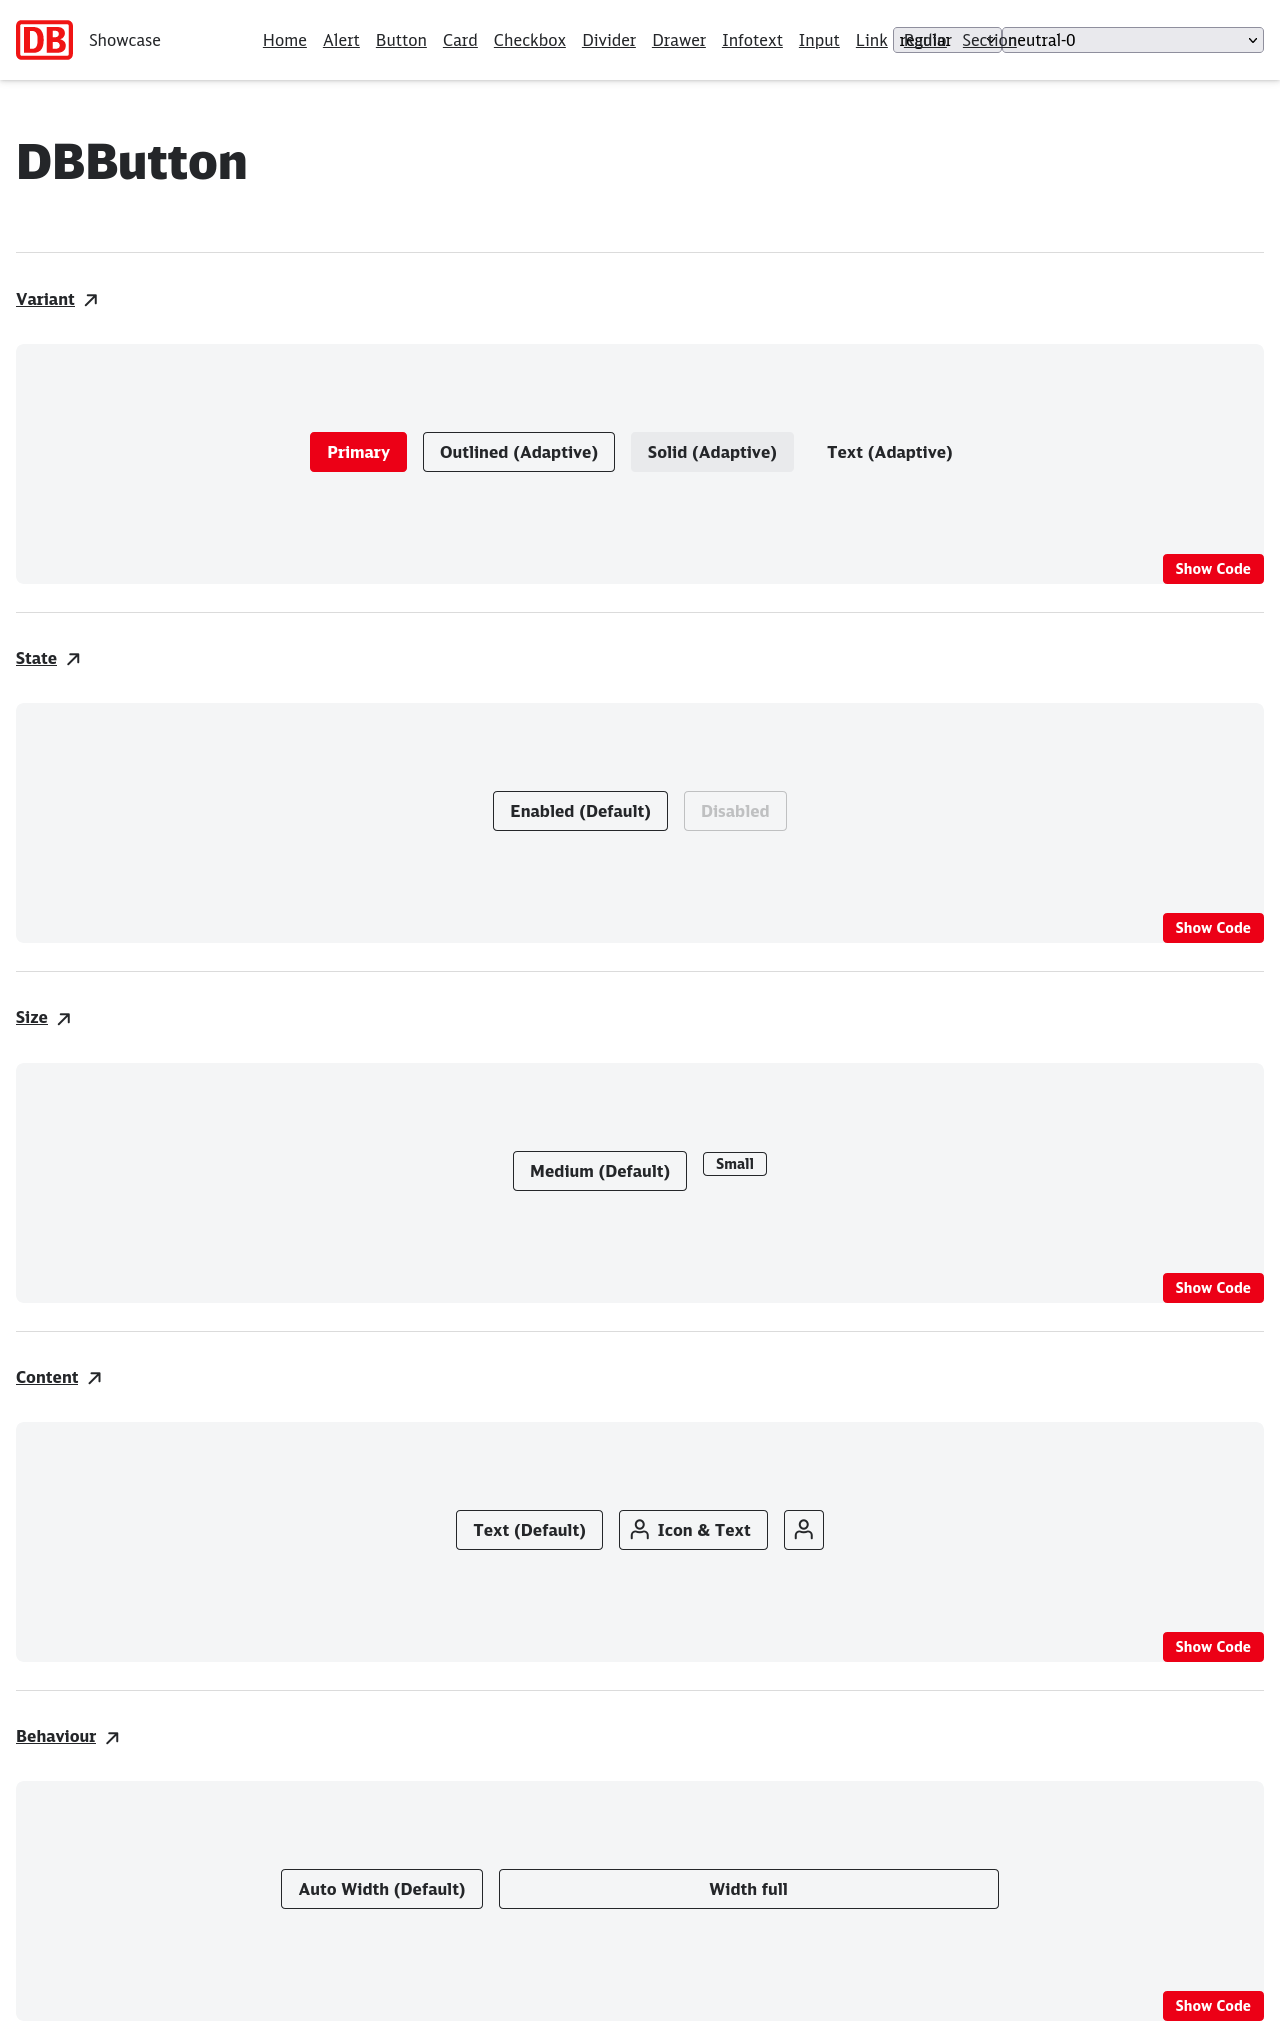 DB Showcase Home Alert Button Card Checkbox Divider Drawer Infotext Input Link Radio Section regular neutral-0
DBButton
Variant
Primary Outlined (Adaptive) Solid (Adaptive) Text (Adaptive)
Show Code
State
Enabled (Default) Disabled
Show Code
Size
Medium (Default) Small
Show Code
Content
Text (Default) Icon & Text
Show Code
Behaviour
Auto Width (Default) Width full
Show Code